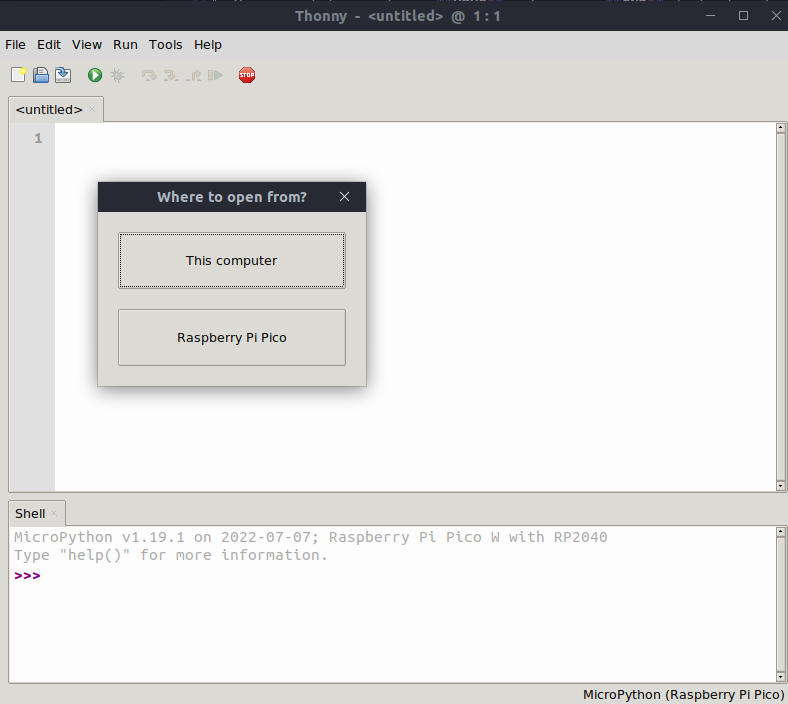 Thonny - <untitled> @ 1:1
File Edit View Run Tools Help
STOP
<untitled>
1
Where to open from?
This computer
Raspberry Pi Pico
Shell
MicroPython v1.19.1 on 2022-07-07; Raspberry Pi Pico W with RP2040
Type "help()" for more information.
>>>
MicroPython (Raspberry Pi Pico)